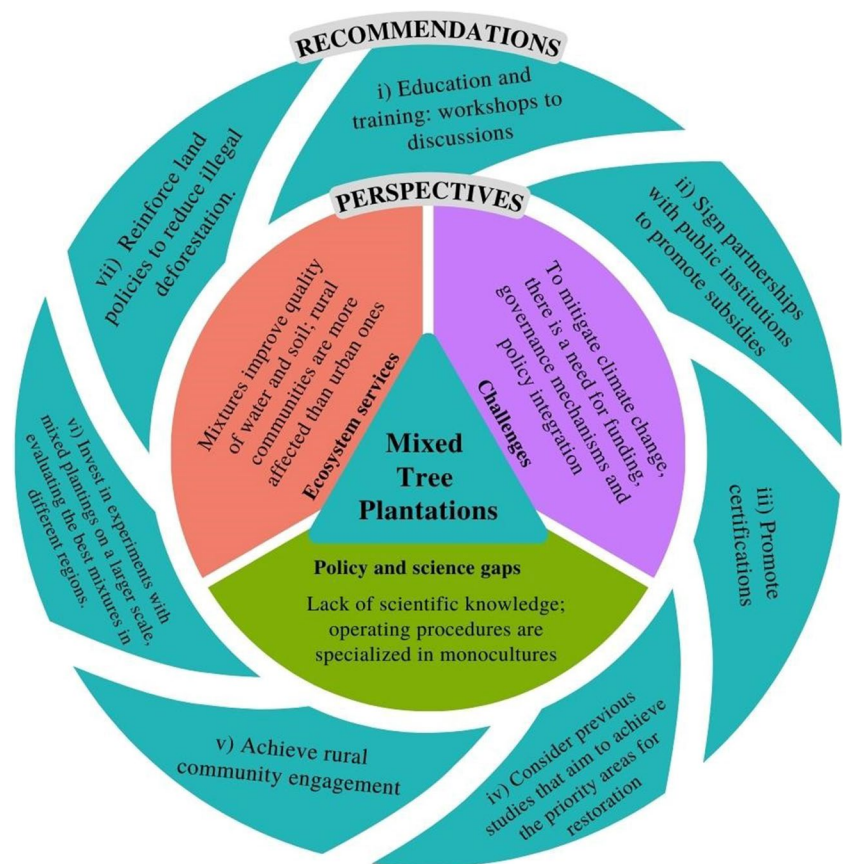 RECOMMENDATIONS
i) Education and
training: workshops to
discussions
ii) Sign partnerships
with public institutions
to promote subsidies
iii) Promote
certifications
iv) Consider previous
studies that aim to achieve
the priority areas for
restoration
v) Achieve rural
community engagement
vi) Invest in experiments with
mixed plantings on a larger scale,
evaluating the best mixtures in
different regions.
vii) Reinforce land
policies to reduce illegal
deforestation.
PERSPECTIVES
Mixtures improve quality
of water and soil; rural
communities are more
affected than urban ones
Ecosystem services
To mitigate climate change,
there is a need for funding,
governance mechanisms and
policy integration
Challenges
Mixed
Tree
Plantations
Policy and science gaps
Lack of scientific knowledge;
operating procedures are
specialized in monocultures